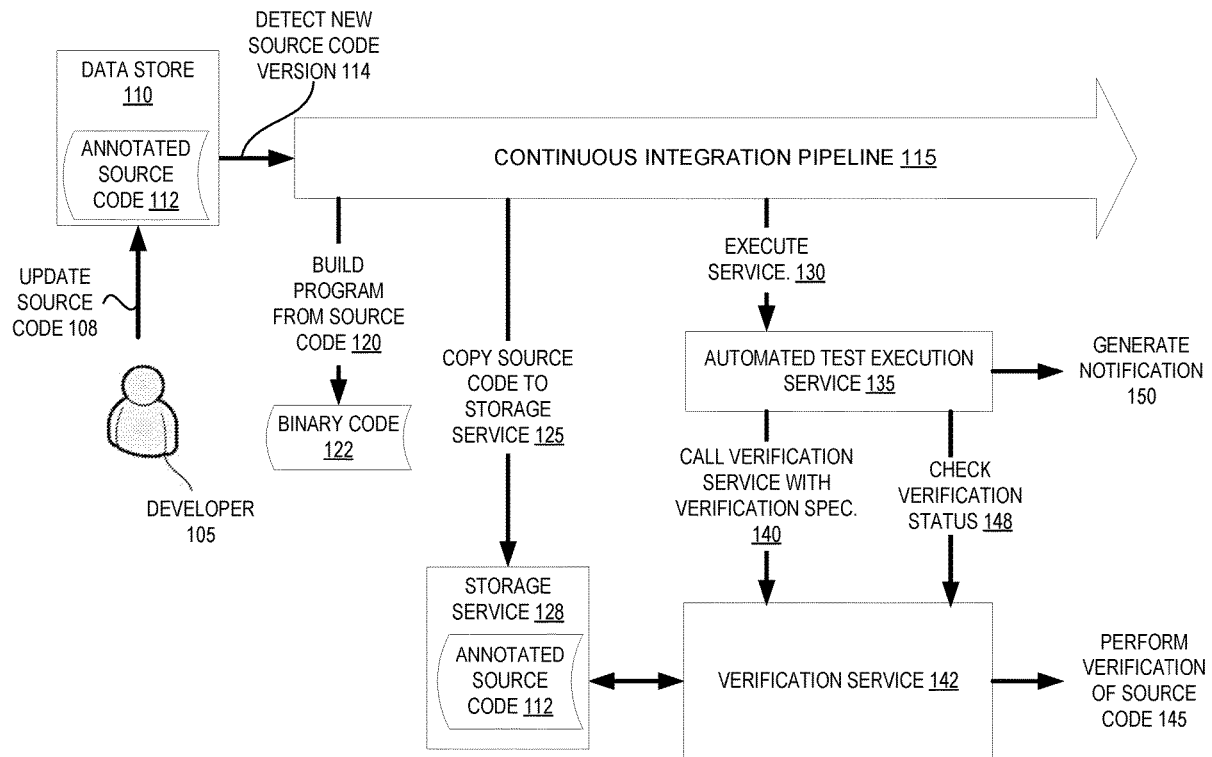 DETECT NEW
SOURCE CODE
VERSION 114
DATA STORE
110
ANNOTATED
SOURCE
CODE 112
CONTINUOUS INTEGRATION PIPELINE 115
UPDATE
SOURCE
CODE 108
DEVELOPER
105
BUILD
PROGRAM
FROM SOURCE
CODE 120
BINARY CODE
122
COPY SOURCE
CODE TO
STORAGE
SERVICE 125
EXECUTE
SERVICE. 130
AUTOMATED TEST EXECUTION
SERVICE 135
GENERATE
NOTIFICATION
150
CALL VERIFICATION
SERVICE WITH
VERIFICATION SPEC.
140
CHECK
VERIFICATION
STATUS 148
STORAGE
SERVICE 128
ANNOTATED
SOURCE
CODE 112
VERIFICATION SERVICE 142
PERFORM
VERIFICATION
OF SOURCE
CODE 145